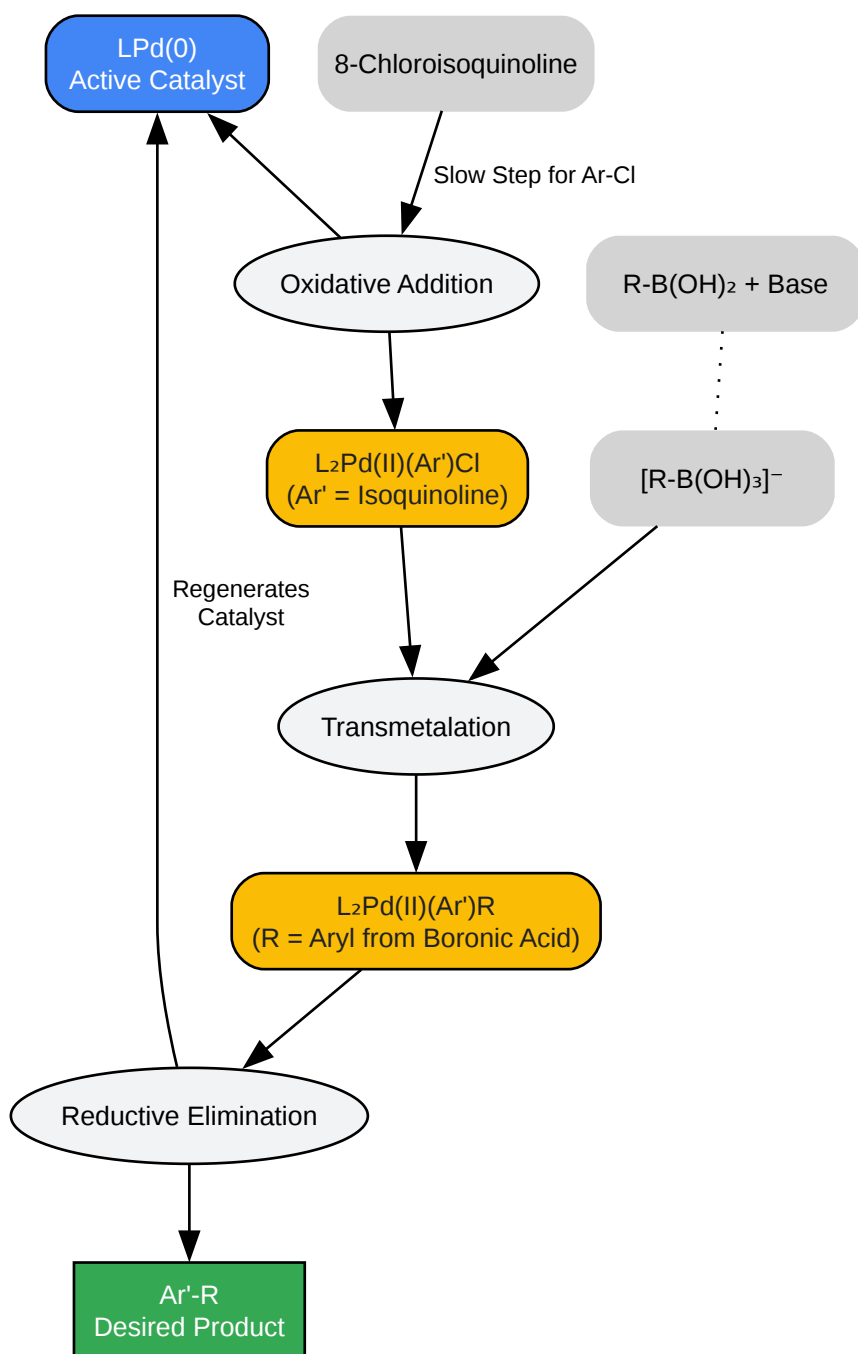 LPd(0)
Active Catalyst
8-Chloroisoquinoline
Slow Step for Ar-Cl
Oxidative Addition
R-B(OH)₂ + Base
L₂Pd(II)(Ar')Cl
(Ar' = Isoquinoline)
[R-B(OH)₃]⁻
Regenerates
Catalyst
Transmetalation
L₂Pd(II)(Ar')R
(R = Aryl from Boronic Acid)
Reductive Elimination
Ar'-R
Desired Product